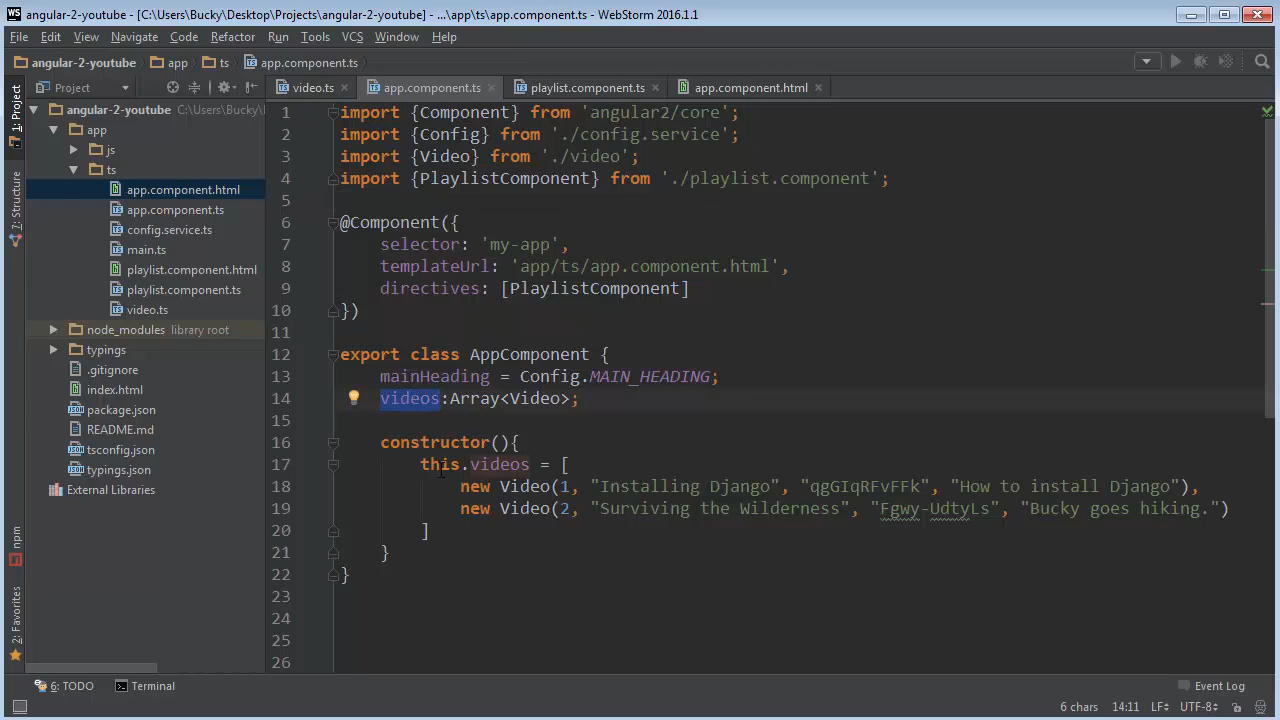 angular-2-youtube - [C:\Users\Bucky\Desktop\Projects\angular-2-youtube] - ...\app\ts\app.component.ts - WebStorm 2016.1.1
File Edit View Navigate Code Refactor Run Tools VCS Window Help
angular-2-youtube app ts app.component.ts
Project
video.ts app.component.ts playlist.component.ts app.component.html
1: Project
7: Structure
npm
2: Favorites
angular-2-youtube C:\Users\Bucky\
app
js
ts
app.component.html
app.component.ts
config.service.ts
main.ts
playlist.component.html
playlist.component.ts
video.ts
node_modules library root
typings
.gitignore
index.html
package.json
README.md
tsconfig.json
typings.json
External Libraries
1 import {Component} from 'angular2/core';
2 import {Config} from './config.service';
3 import {Video} from './video';
4 import {PlaylistComponent} from './playlist.component';
5
6 @Component({
7 selector: 'my-app',
8 templateUrl: 'app/ts/app.component.html',
9 directives: [PlaylistComponent]
10 })
11
12 export class AppComponent {
13 mainHeading = Config.MAIN_HEADING;
14 videos:Array<Video>;
15
16 constructor(){
17 this.videos = [
18 new Video(1, "Installing Django", "qgGIqRFvFFk", "How to install Django"),
19 new Video(2, "Surviving the Wilderness", "Fgwy-UdtyLs", "Bucky goes hiking.")
20 ]
21 }
22 }
23
24
25
26
6: TODO Terminal Event Log
6 chars 14:11 LF÷ UTF-8÷